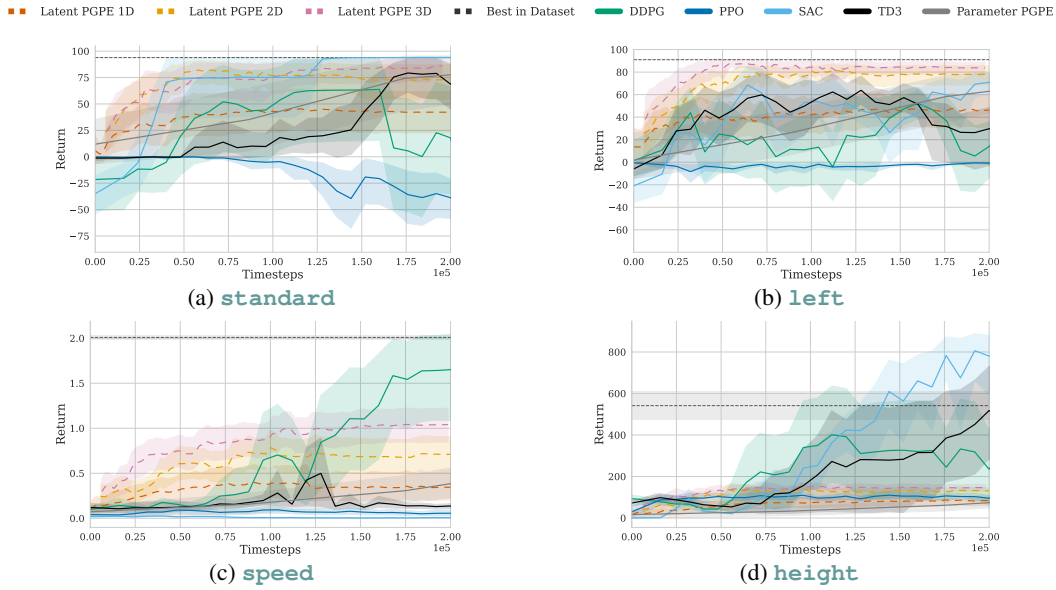 Latent PGPE 1D Latent PGPE 2D Latent PGPE 3D Best in Dataset DDPG PPO SAC TD3 Parameter PGPE
100
75
50
25
0
−25
−50
−75
Return
0.00 0.25 0.50 0.75 1.00 1.25 1.50 1.75 2.00
Timesteps
1e5
(a) standard
100
80
60
40
20
0
−20
−40
−60
Return
0.00 0.25 0.50 0.75 1.00 1.25 1.50 1.75 2.00
Timesteps
1e5
(b) left
2.0
1.5
1.0
0.5
0.0
Return
0.00 0.25 0.50 0.75 1.00 1.25 1.50 1.75 2.00
Timesteps
1e5
(c) speed
800
600
400
200
0
Return
0.00 0.25 0.50 0.75 1.00 1.25 1.50 1.75 2.00
Timesteps
1e5
(d) height